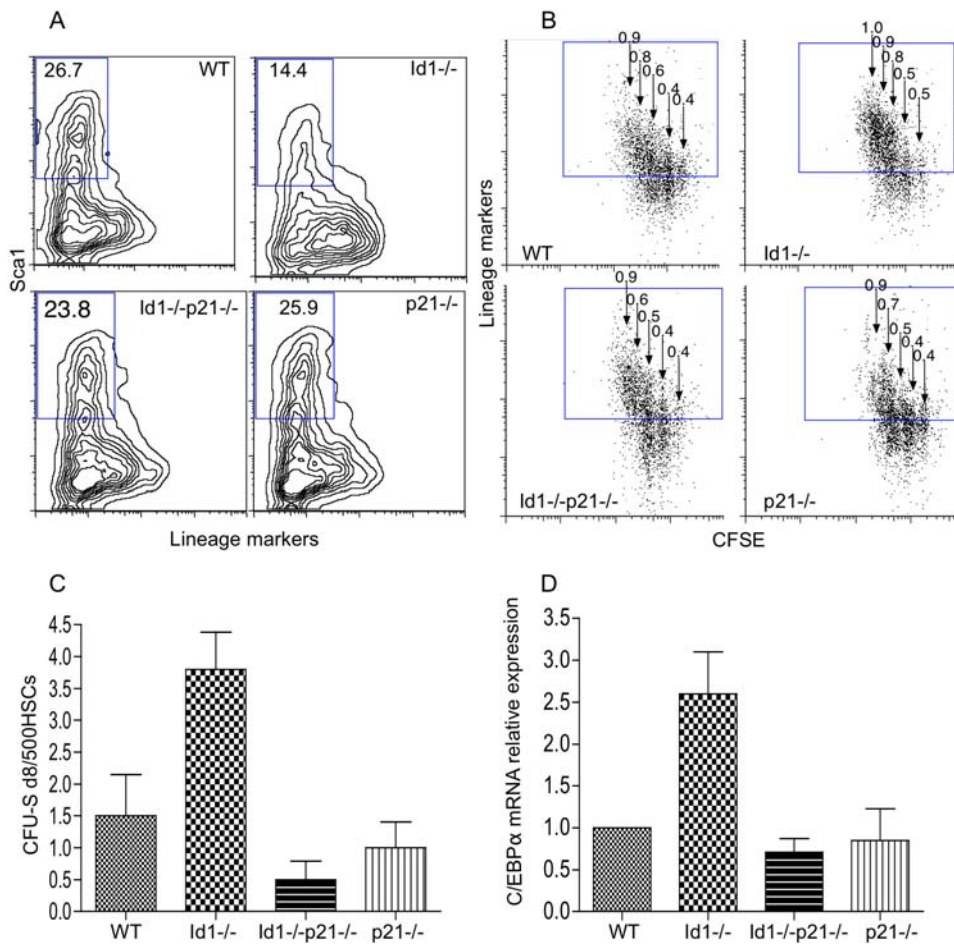 A
26.7
WT
14.4
Id1-/-
Sca1
23.8
Id1-/-p21-/-
25.9
p21-/-
Lineage markers
B
0.9
0.8
0.6
0.4
0.4
WT
1.0
0.9
0.8
0.5
0.5
Id1-/-
Lineage markers
0.9
0.6
0.5
0.4
0.4
Id1-/-p21-/-
0.9
0.7
0.5
0.4
0.4
p21-/-
CFSE
C
CFU-S d8/500HSCs
4.5
4.0
3.5
3.0
2.5
2.0
1.5
1.0
0.5
0.0
WT Id1-/- Id1-/-p21-/- p21-/-
D
C/EBPα mRNA relative expression
3.5
3.0
2.5
2.0
1.5
1.0
0.5
0.0
WT Id1-/- Id1-/-p21-/- p21-/-